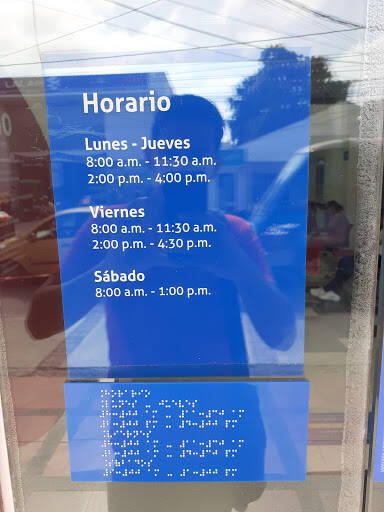 Horario
Lunes - Jueves
8:00 a.m. - 11:30 a.m.
2:00 p.m. - 4:00 p.m.
Viernes
8:00 a.m. - 11:30 a.m.
2:00 p.m. - 4:30 p.m.
Sábado
8:00 a.m. - 1:00 p.m.